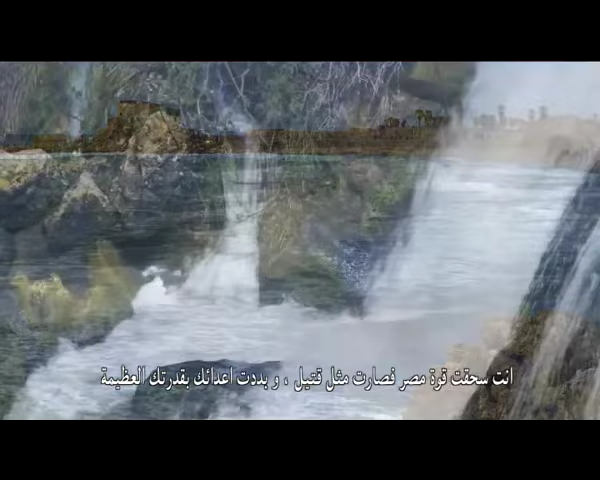 انت سحقت قوة مصر فصارت مثل قتيل ، و بددت اعدائك بقدرتك العظيمة